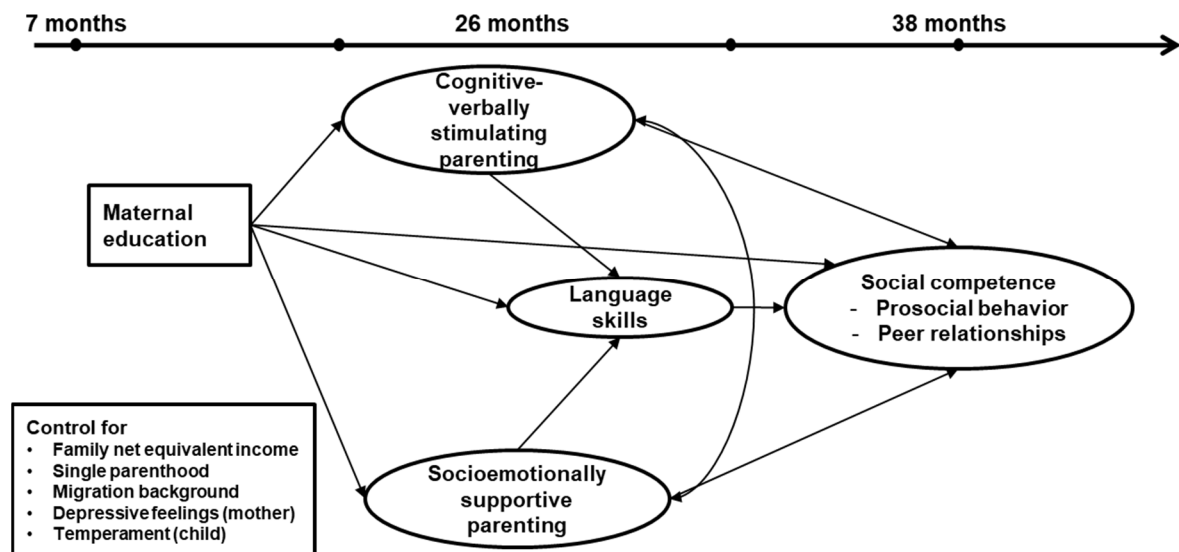 7 months
26 months
38 months
Cognitive-
verbally
stimulating
parenting
Maternal
education
Language
skills
Social competence
- Prosocial behavior
- Peer relationships
Socioemotionally
supportive
parenting
Control for
• Family net equivalent income
• Single parenthood
• Migration background
• Depressive feelings (mother)
• Temperament (child)